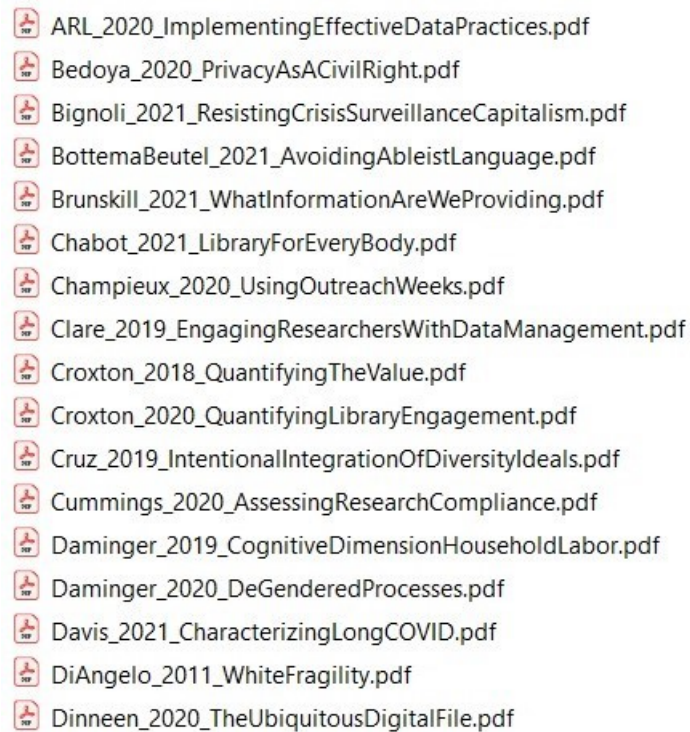 ARL_2020_ImplementingEffectiveDataPractices.pdf
Bedoya_2020_PrivacyAsACivilRight.pdf
Bignoli_2021_ResistingCrisisSurveillanceCapitalism.pdf
BottemaBeutel_2021_AvoidingAbleistLanguage.pdf
Brunskill_2021_WhatInformationAreWeProviding.pdf
Chabot_2021_LibraryForEveryBody.pdf
Champieux_2020_UsingOutreachWeeks.pdf
Clare_2019_EngagingResearchersWithDataManagement.pdf
Croxton_2018_QuantifyingTheValue.pdf
Croxton_2020_QuantifyingLibraryEngagement.pdf
Cruz_2019_IntentionalIntegrationOfDiversityIdeals.pdf
Cummings_2020_AssessingResearchCompliance.pdf
Daminger_2019_CognitiveDimensionHouseholdLabor.pdf
Daminger_2020_DeGenderedProcesses.pdf
Davis_2021_CharacterizingLongCOVID.pdf
DiAngelo_2011_WhiteFragility.pdf
Dinneen_2020_TheUbiquitousDigitalFile.pdf